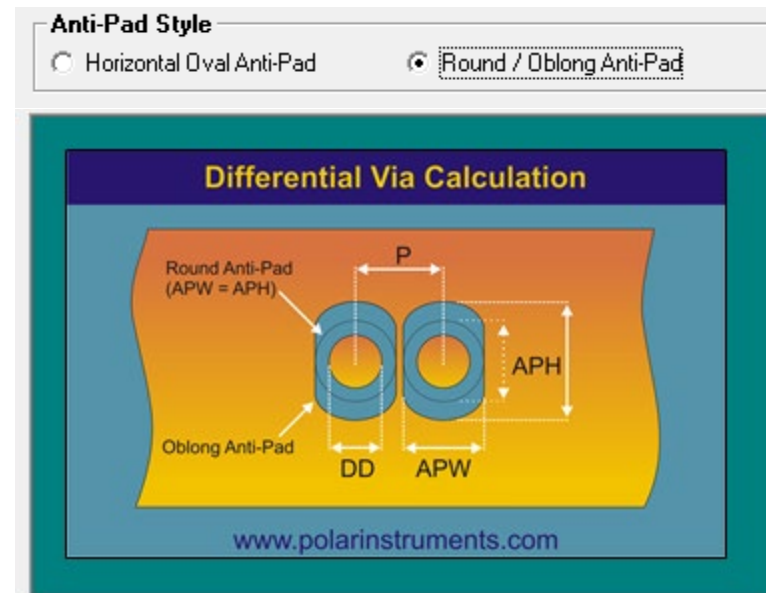 Anti-Pad Style
Horizontal Oval Anti-Pad
Round / Oblong Anti-Pad
Differential Via Calculation
P
Round Anti-Pad
(APW = APH)
APH
Oblong Anti-Pad
DD
APW
www.polarinstruments.com